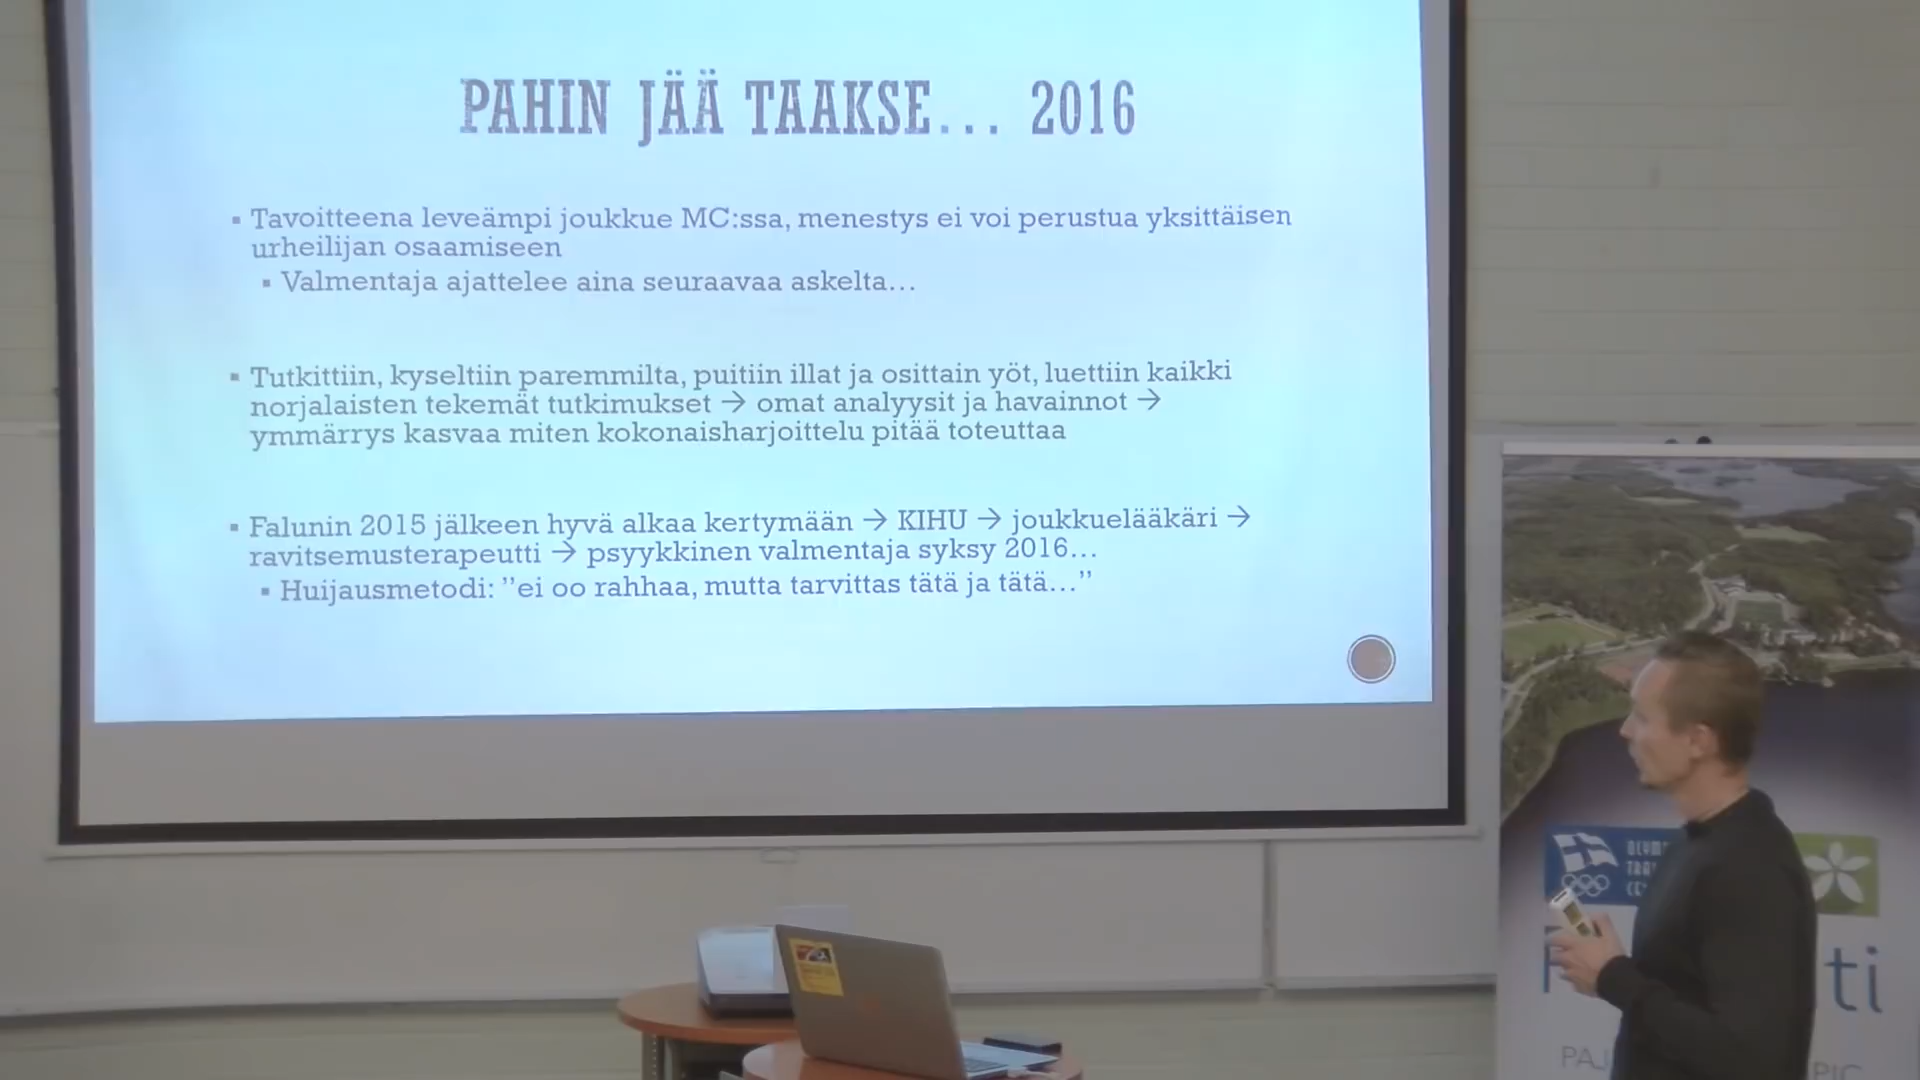 PAHIN JÄÄ TAAKSE... 2016
▪ Tavoitteena leveämpi joukkue MC:ssa, menestys ei voi perustua yksittäisen
urheilijan osaamiseen
▪ Valmentaja ajattelee aina seuraavaa askelta...
▪ Tutkittiin, kyseltiin paremmilta, puitiin illat ja osittain yöt, luettiin kaikki
norjalaisten tekemät tutkimukset → omat analyysit ja havainnot →
ymmärrys kasvaa miten kokonaisharjoittelu pitää toteuttaa
▪ Falunin 2015 jälkeen hyvä alkaa kertymään → KIHU → joukkuelääkäri →
ravitsemusterapeutti → psyykkinen valmentaja syksy 2016...
▪ Huijausmetodi: ”ei oo rahhaa, mutta tarvittas tätä ja tätä...”
ti